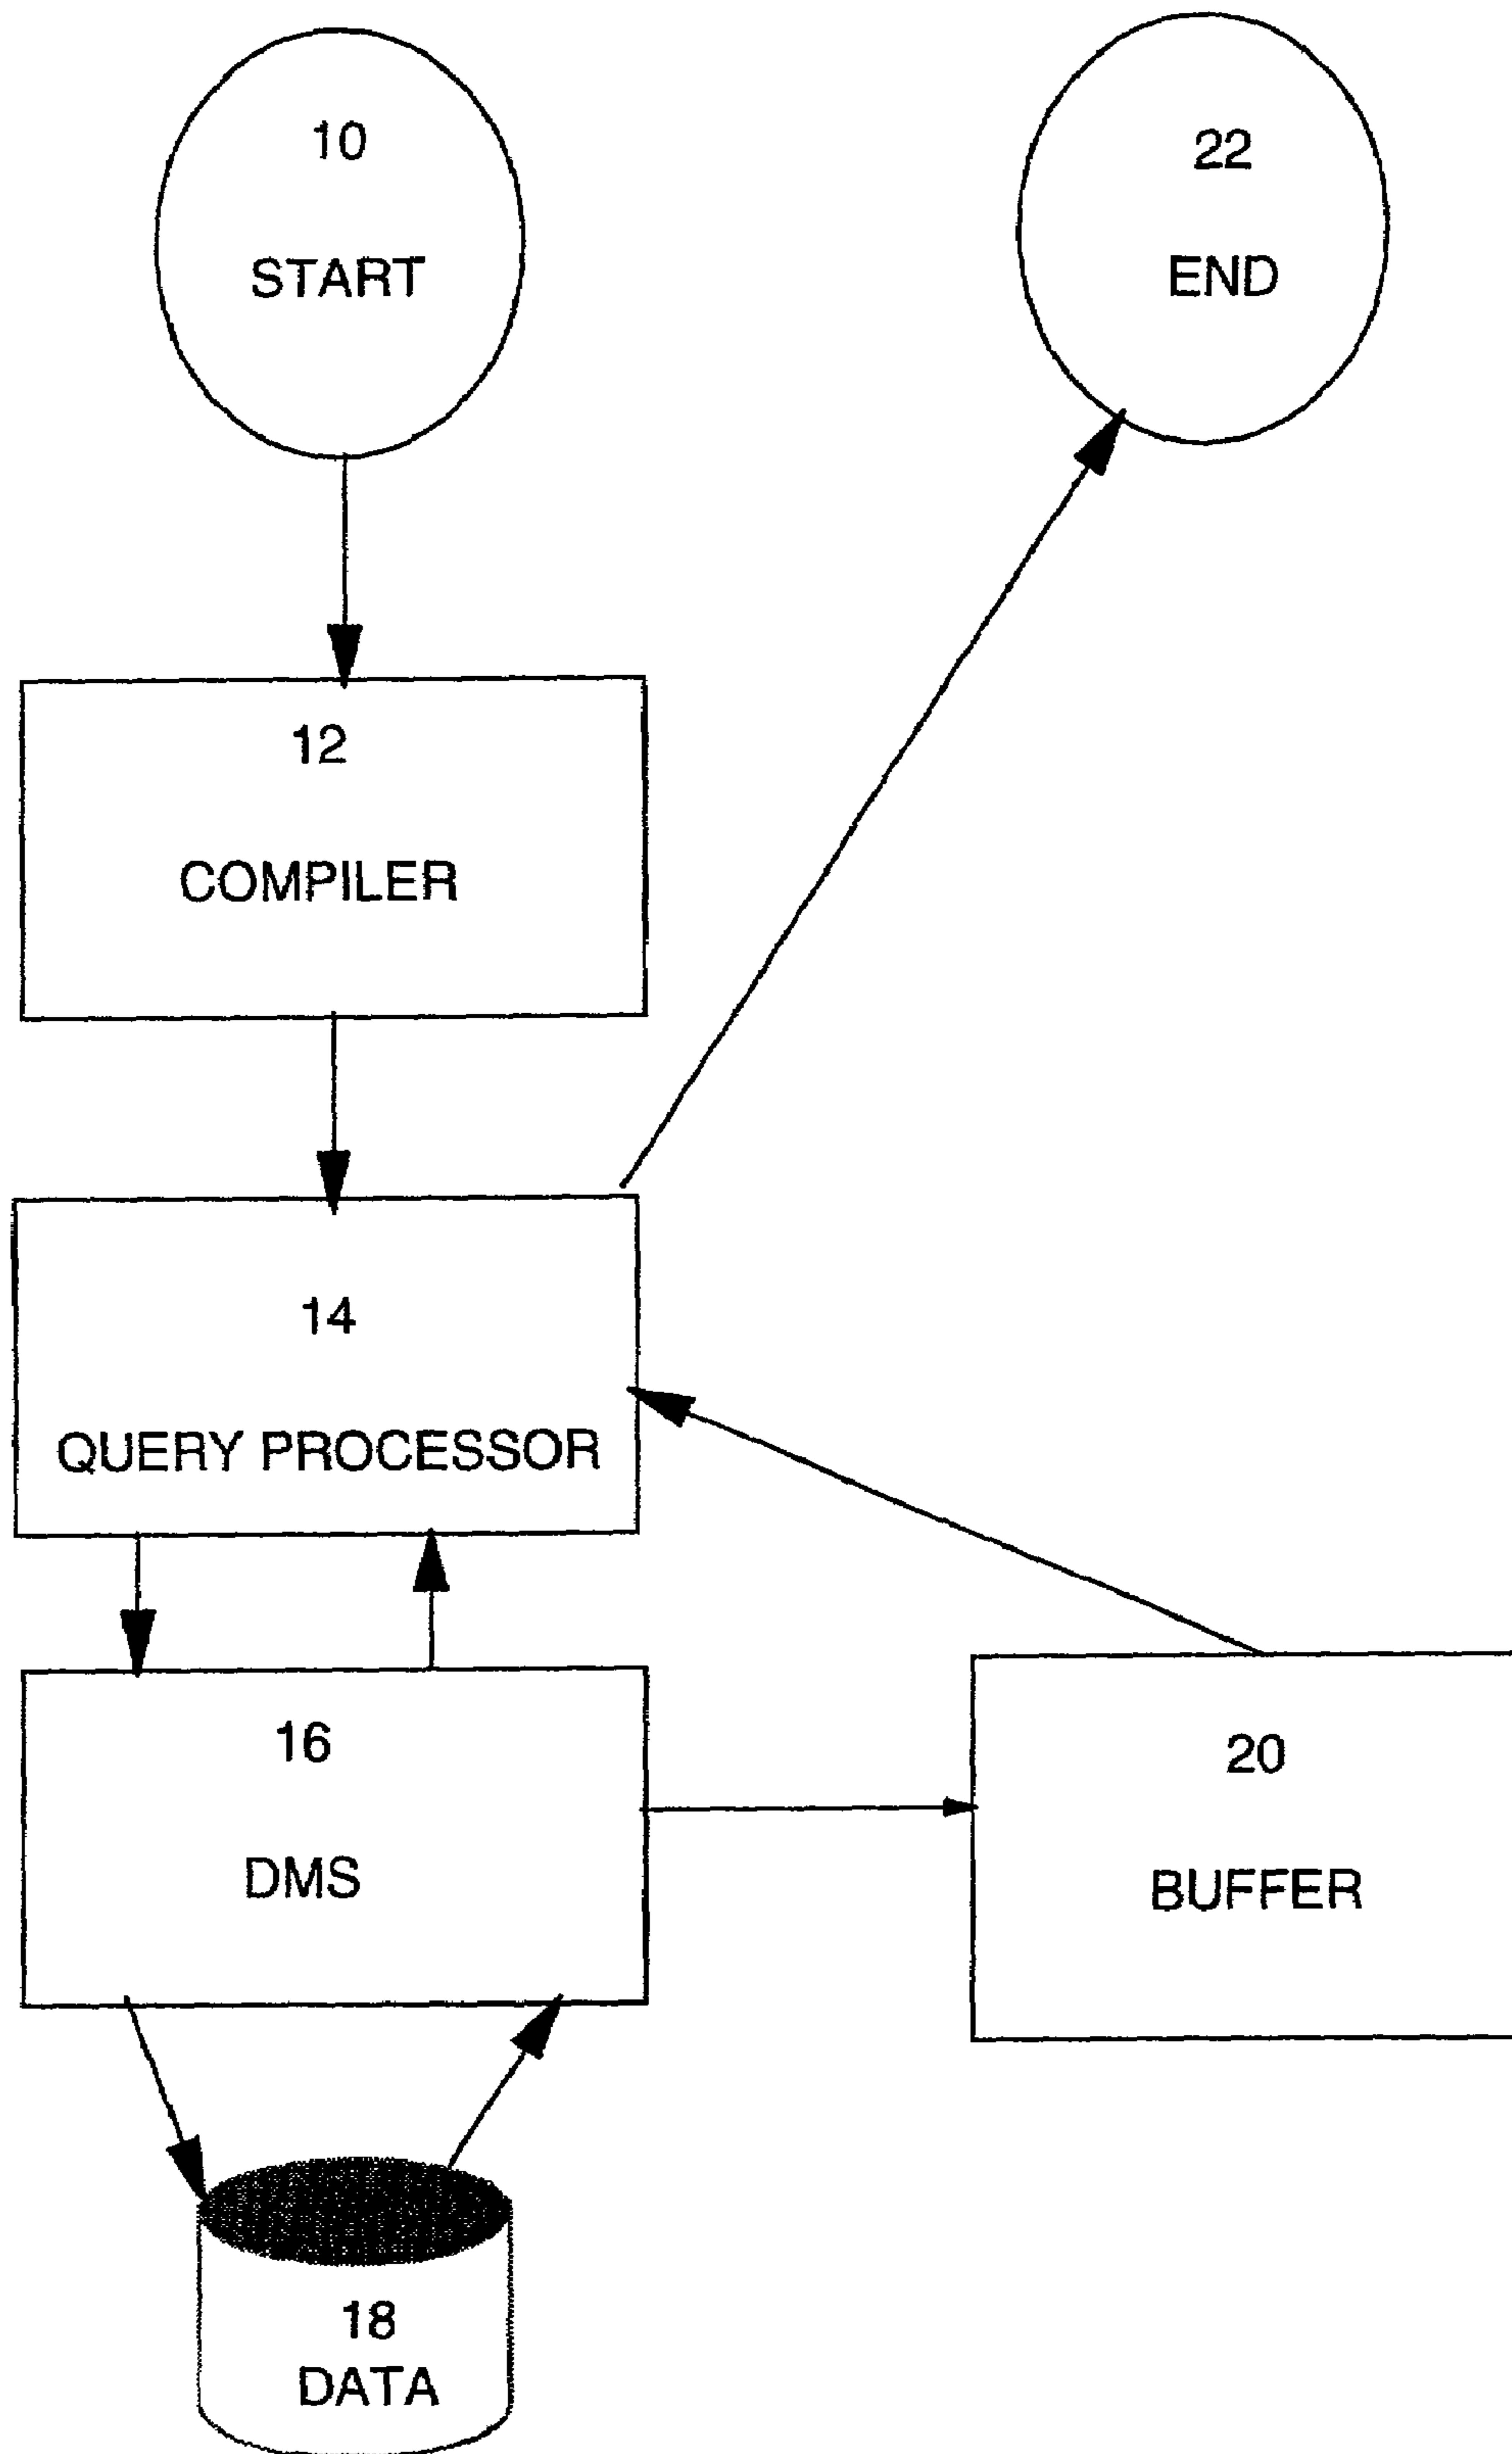 10
START
22
END
12
COMPILER
14
QUERY PROCESSOR
16
DMS
20
BUFFER
18
DATA